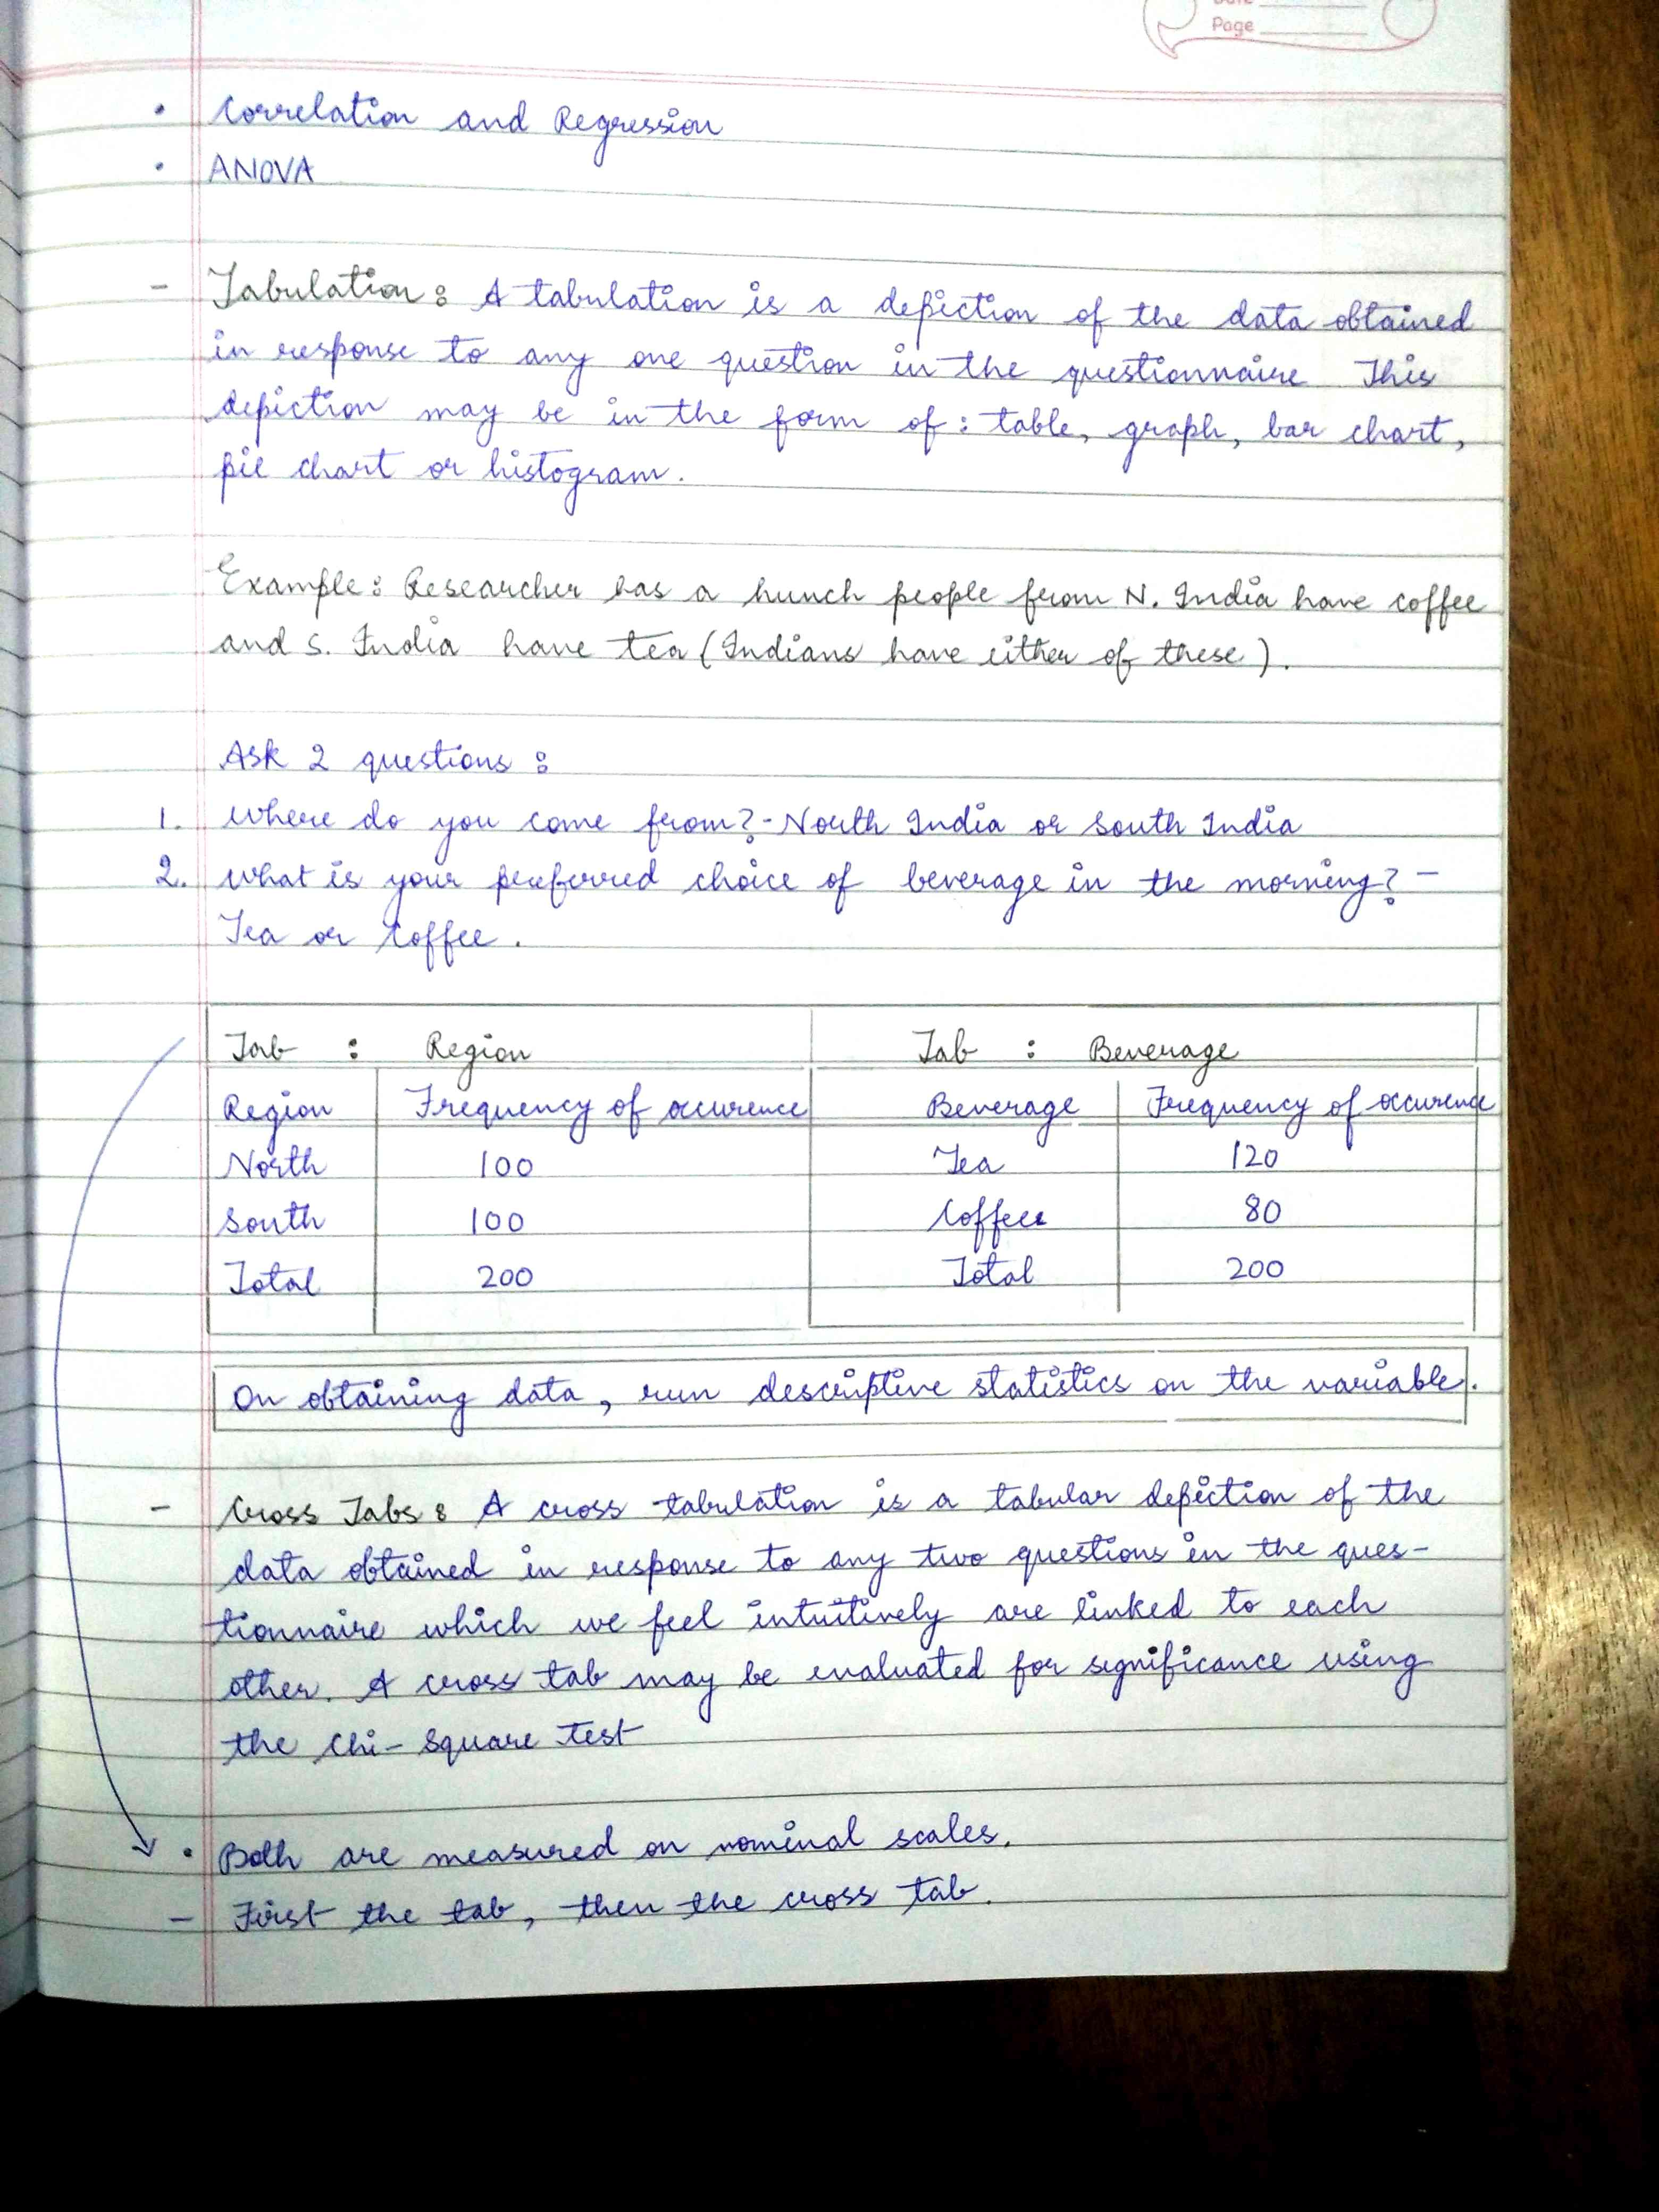 Page
• Correlation and Regression
• ANOVA
- Tabulation : A tabulation is a depiction of the data obtained
in response to any one question in the questionnaire This
depiction may be in the form of : table, graph, bar chart,
pie chart or histogram.
Example : Researcher has a hunch people from N. India have coffee
and S. India have tea (Indians have either of these).
Ask 2 questions :
1. Where do you come from? - North India or South India
2. What is your preferred choice of beverage in the morning? -
Tea or Coffee.
Tab : Region Tab : Beverage
Region Frequency of occurence Beverage Frequency of occurence
North 100 Tea 120
South 100 Coffee 80
Total 200 Total 200
On obtaining data, run descriptive statistics on the variable.
- Cross Tabs : A cross tabulation is a tabular depiction of the
data obtained in response to any two questions in the ques-
tionnaire which we feel intuitively are linked to each
other. A cross tab may be evaluated for significance using
the Chi-Square Test
• Both are measured on nominal scales.
- First the tab, then the cross tab.